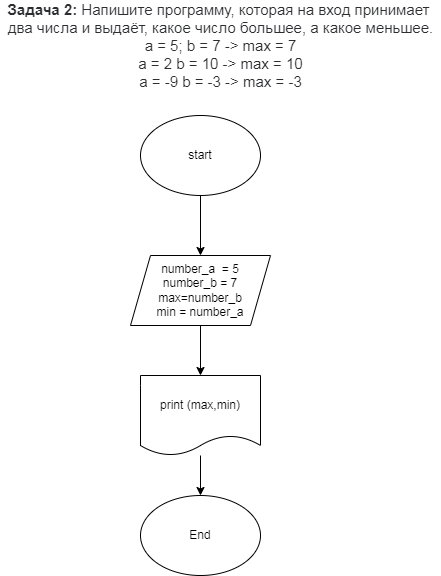 Задача 2: Напишите программу, которая на вход принимает
два числа и выдаёт, какое число большее, а какое меньшее.
a = 5; b = 7 -> max = 7
a = 2 b = 10 -> max = 10
a = -9 b = -3 -> max = -3
start
number_a  = 5
number_b = 7
max=number_b
min = number_a
print (max,min)
End